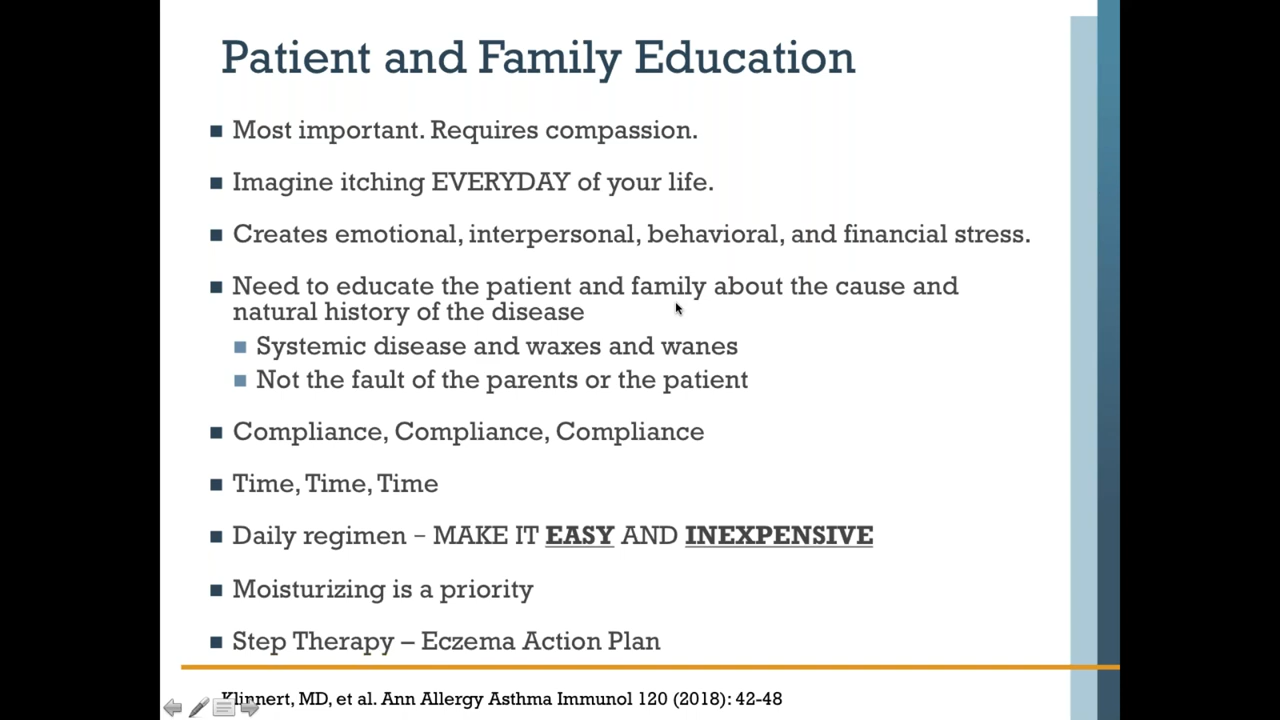 Patient and Family Education
Most important. Requires compassion.
Imagine itching EVERYDAY of your life.
Creates emotional, interpersonal, behavioral, and financial stress.
Need to educate the patient and family about the cause and
natural history of the disease
Systemic disease and waxes and wanes
Not the fault of the parents or the patient
Compliance, Compliance, Compliance
Time, Time, Time
Daily regimen – MAKE IT EASY AND INEXPENSIVE
Moisturizing is a priority
Step Therapy – Eczema Action Plan
Klinnert, MD, et al. Ann Allergy Asthma Immunol 120 (2018): 42-48